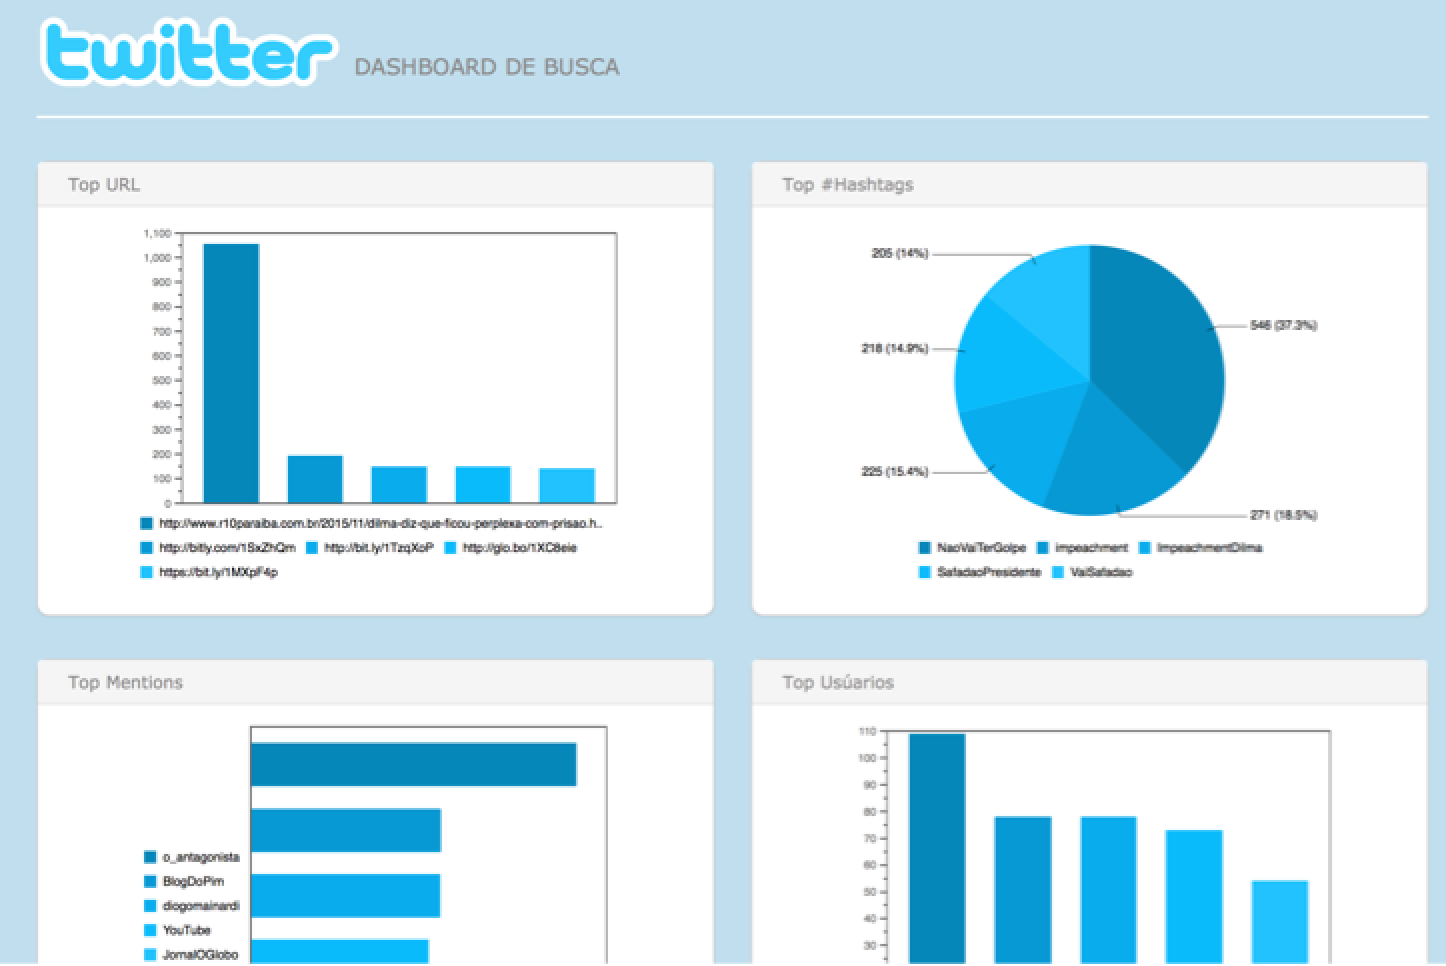 twitter DASHBOARD DE BUSCA
Top URL
1,100
1,000
900
800
700
600
500
400
300
200
100
0
http://www.r10paraiba.com.br/2015/11/dilma-diz-que-ficou-perplexa-com-prisao.h..
http://bitly.com/1SxZhQm http://bit.ly/1TzqXoP http://glo.bo/1XC8eie
https://bit.ly/1MXpF4p
Top #Hashtags
205 (14%)
546 (37.3%)
218 (14.9%)
225 (15.4%)
271 (18.5%)
NaoVaiTerGolpe impeachment ImpeachmentDilma
SafadaoPresidente VaiSafadao
Top Mentions
o_antagonista
BlogDoPim
diogomainardi
YouTube
JornalOGlobo
Top Usúarios
110
100
90
80
70
60
50
40
30